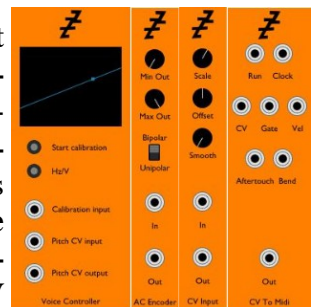 Start calibration
Hz/V
Calibration input
Pitch CV input
Pitch CV output
Voice Controller
Min Out
Max Out
Bipolar
Unipolar
In
Out
AC Encoder
Scale
Offset
Smooth
In
Out
CV Input
Run Clock
CV Gate Vel
Aftertouch Bend
Out
CV To Midi